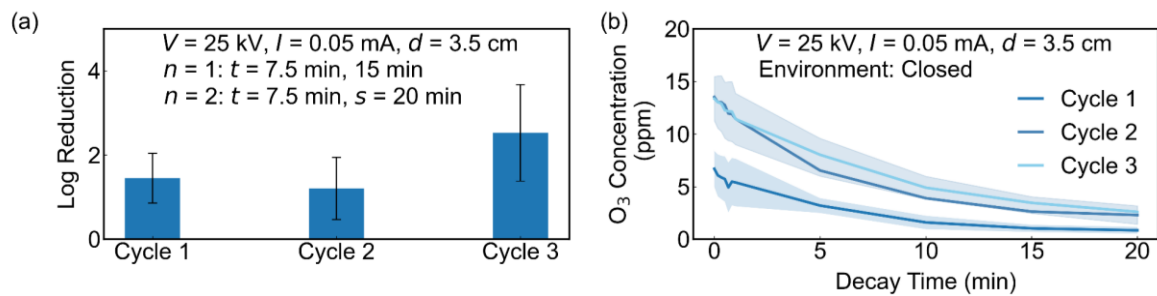 (a)
V = 25 kV, I = 0.05 mA, d = 3.5 cm
n = 1: t = 7.5 min, 15 min
n = 2: t = 7.5 min, s = 20 min
Log Reduction
4
2
0
Cycle 1
Cycle 2
Cycle 3
(b)
V = 25 kV, I = 0.05 mA, d = 3.5 cm
Environment: Closed
Cycle 1
Cycle 2
Cycle 3
O₃ Concentration
(ppm)
20
15
10
5
0
0
5
10
15
20
Decay Time (min)